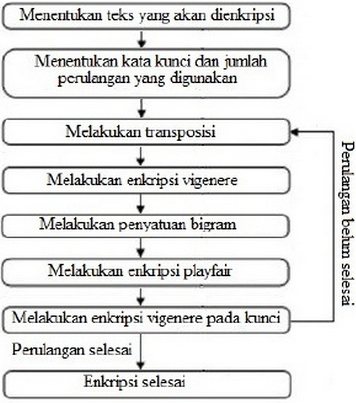 Menentukan teks yang akan dienkripsi
Menentukan kata kunci dan jumlah
perulangan yang digunakan
Melakukan transposisi
Melakukan enkripsi vigenere
Melakukan penyatuan bigram
Melakukan enkripsi playfair
Melakukan enkripsi vigenere pada kunci
Perulangan belum selesai
Perulangan selesai
Enkripsi selesai